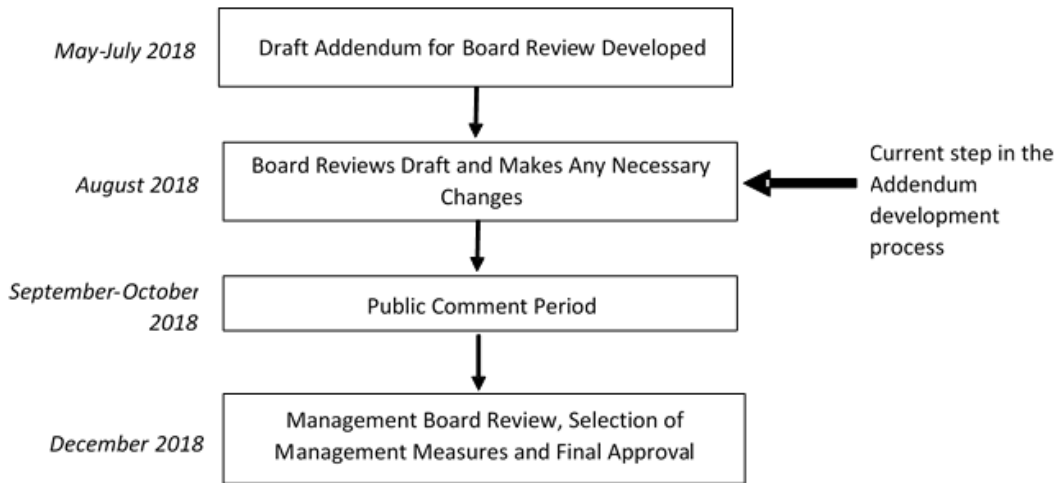 May-July 2018
Draft Addendum for Board Review Developed
August 2018
Board Reviews Draft and Makes Any Necessary
Changes
Current step in the
Addendum
development
process
September-October
2018
Public Comment Period
December 2018
Management Board Review, Selection of
Management Measures and Final Approval